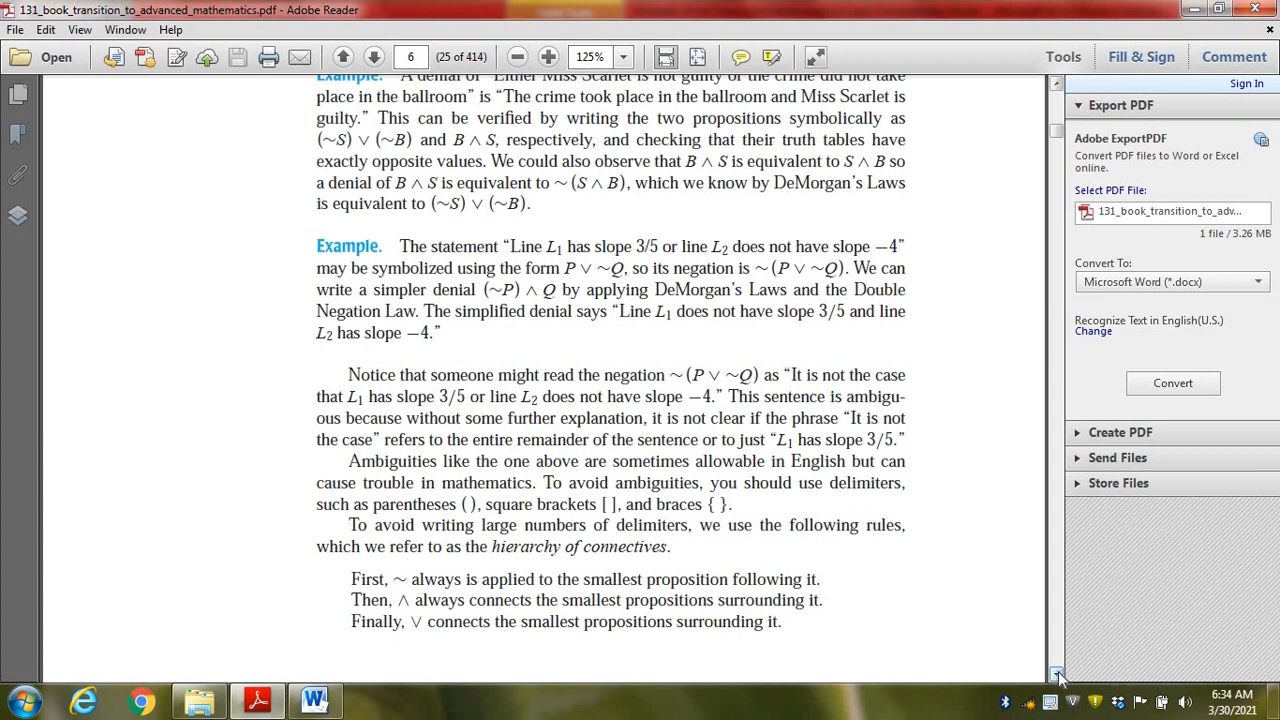 131_book_transition_to_advanced_mathematics.pdf - Adobe Reader
File Edit View Window Help
Open 6 (25 of 414) 125% Tools Fill & Sign Comment
Example. A denial of “Either Miss Scarlet is not guilty or the crime did not take
place in the ballroom” is “The crime took place in the ballroom and Miss Scarlet is
guilty.” This can be verified by writing the two propositions symbolically as
(∼S) ∨ (∼B) and B ∧ S, respectively, and checking that their truth tables have
exactly opposite values. We could also observe that B ∧ S is equivalent to S ∧ B so
a denial of B ∧ S is equivalent to ∼ (S ∧ B), which we know by DeMorgan’s Laws
is equivalent to (∼S) ∨ (∼B).
Example. The statement “Line L₁ has slope 3/5 or line L₂ does not have slope −4”
may be symbolized using the form P ∨ ∼Q, so its negation is ∼ (P ∨ ∼Q). We can
write a simpler denial (∼P) ∧ Q by applying DeMorgan’s Laws and the Double
Negation Law. The simplified denial says “Line L₁ does not have slope 3/5 and line
L₂ has slope −4.”
Notice that someone might read the negation ∼ (P ∨ ∼Q) as “It is not the case
that L₁ has slope 3/5 or line L₂ does not have slope −4.” This sentence is ambigu-
ous because without some further explanation, it is not clear if the phrase “It is not
the case” refers to the entire remainder of the sentence or to just “L₁ has slope 3/5.”
Ambiguities like the one above are sometimes allowable in English but can
cause trouble in mathematics. To avoid ambiguities, you should use delimiters,
such as parentheses ( ), square brackets [ ], and braces { }.
To avoid writing large numbers of delimiters, we use the following rules,
which we refer to as the hierarchy of connectives.
First, ∼ always is applied to the smallest proposition following it.
Then, ∧ always connects the smallest propositions surrounding it.
Finally, ∨ connects the smallest propositions surrounding it.
Sign In
Export PDF
Adobe ExportPDF
Convert PDF files to Word or Excel
online.
Select PDF File:
131_book_transition_to_adv...
1 file / 3.26 MB
Convert To:
Microsoft Word (*.docx)
Recognize Text in English(U.S.)
Change
Convert
Create PDF
Send Files
Store Files
6:34 AM
3/30/2021